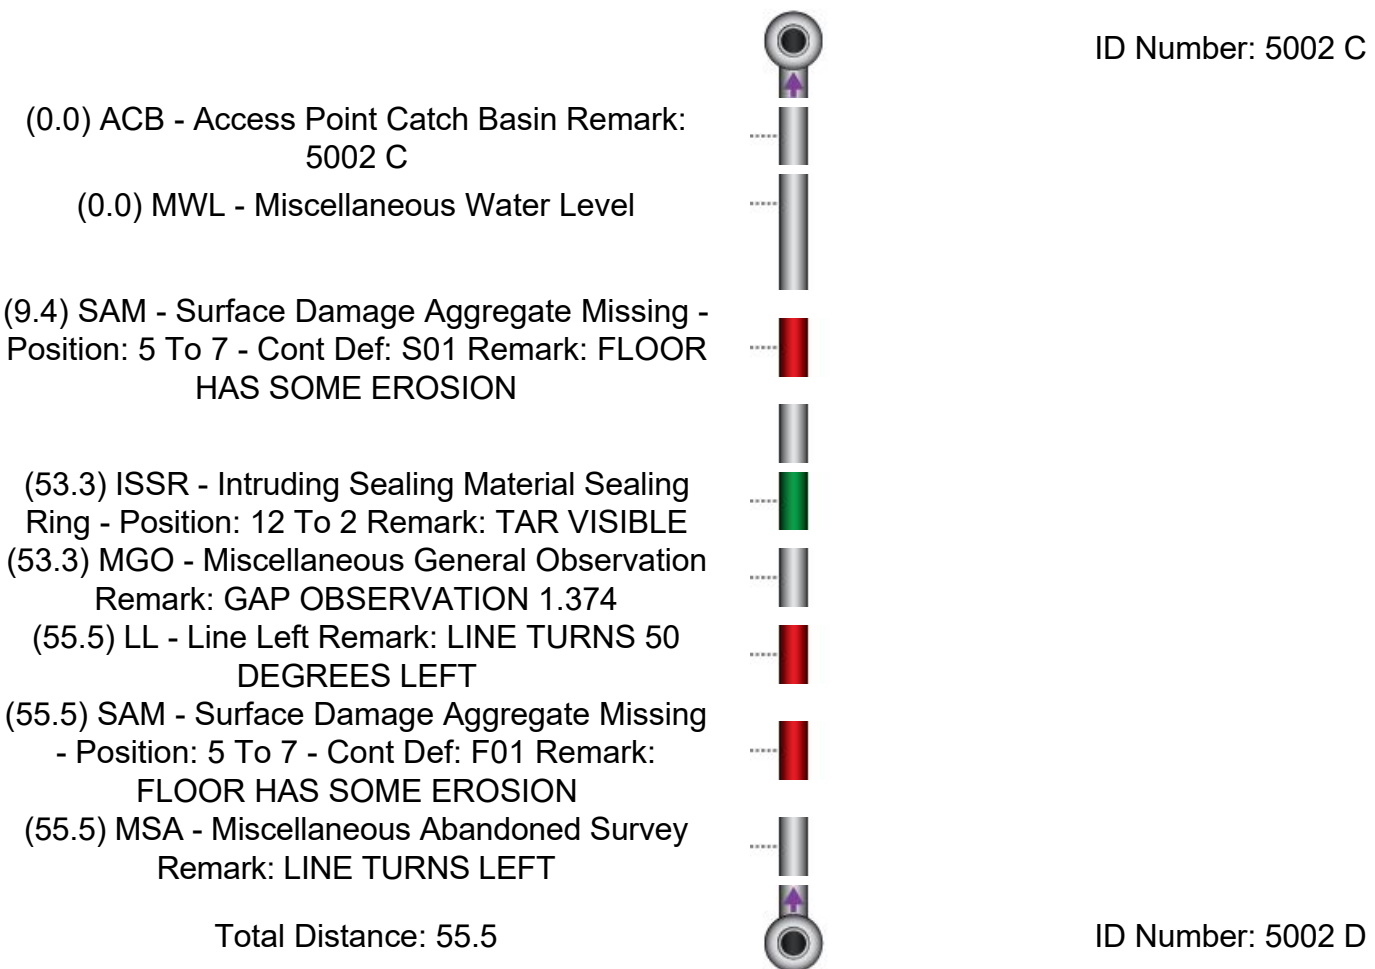 ID Number: 5002 C
(0.0) ACB - Access Point Catch Basin Remark:
5002 C
(0.0) MWL - Miscellaneous Water Level
(9.4) SAM - Surface Damage Aggregate Missing -
Position: 5 To 7 - Cont Def: S01 Remark: FLOOR
HAS SOME EROSION
(53.3) ISSR - Intruding Sealing Material Sealing
Ring - Position: 12 To 2 Remark: TAR VISIBLE
(53.3) MGO - Miscellaneous General Observation
Remark: GAP OBSERVATION 1.374
(55.5) LL - Line Left Remark: LINE TURNS 50
DEGREES LEFT
(55.5) SAM - Surface Damage Aggregate Missing
- Position: 5 To 7 - Cont Def: F01 Remark:
FLOOR HAS SOME EROSION
(55.5) MSA - Miscellaneous Abandoned Survey
Remark: LINE TURNS LEFT
Total Distance: 55.5
ID Number: 5002 D